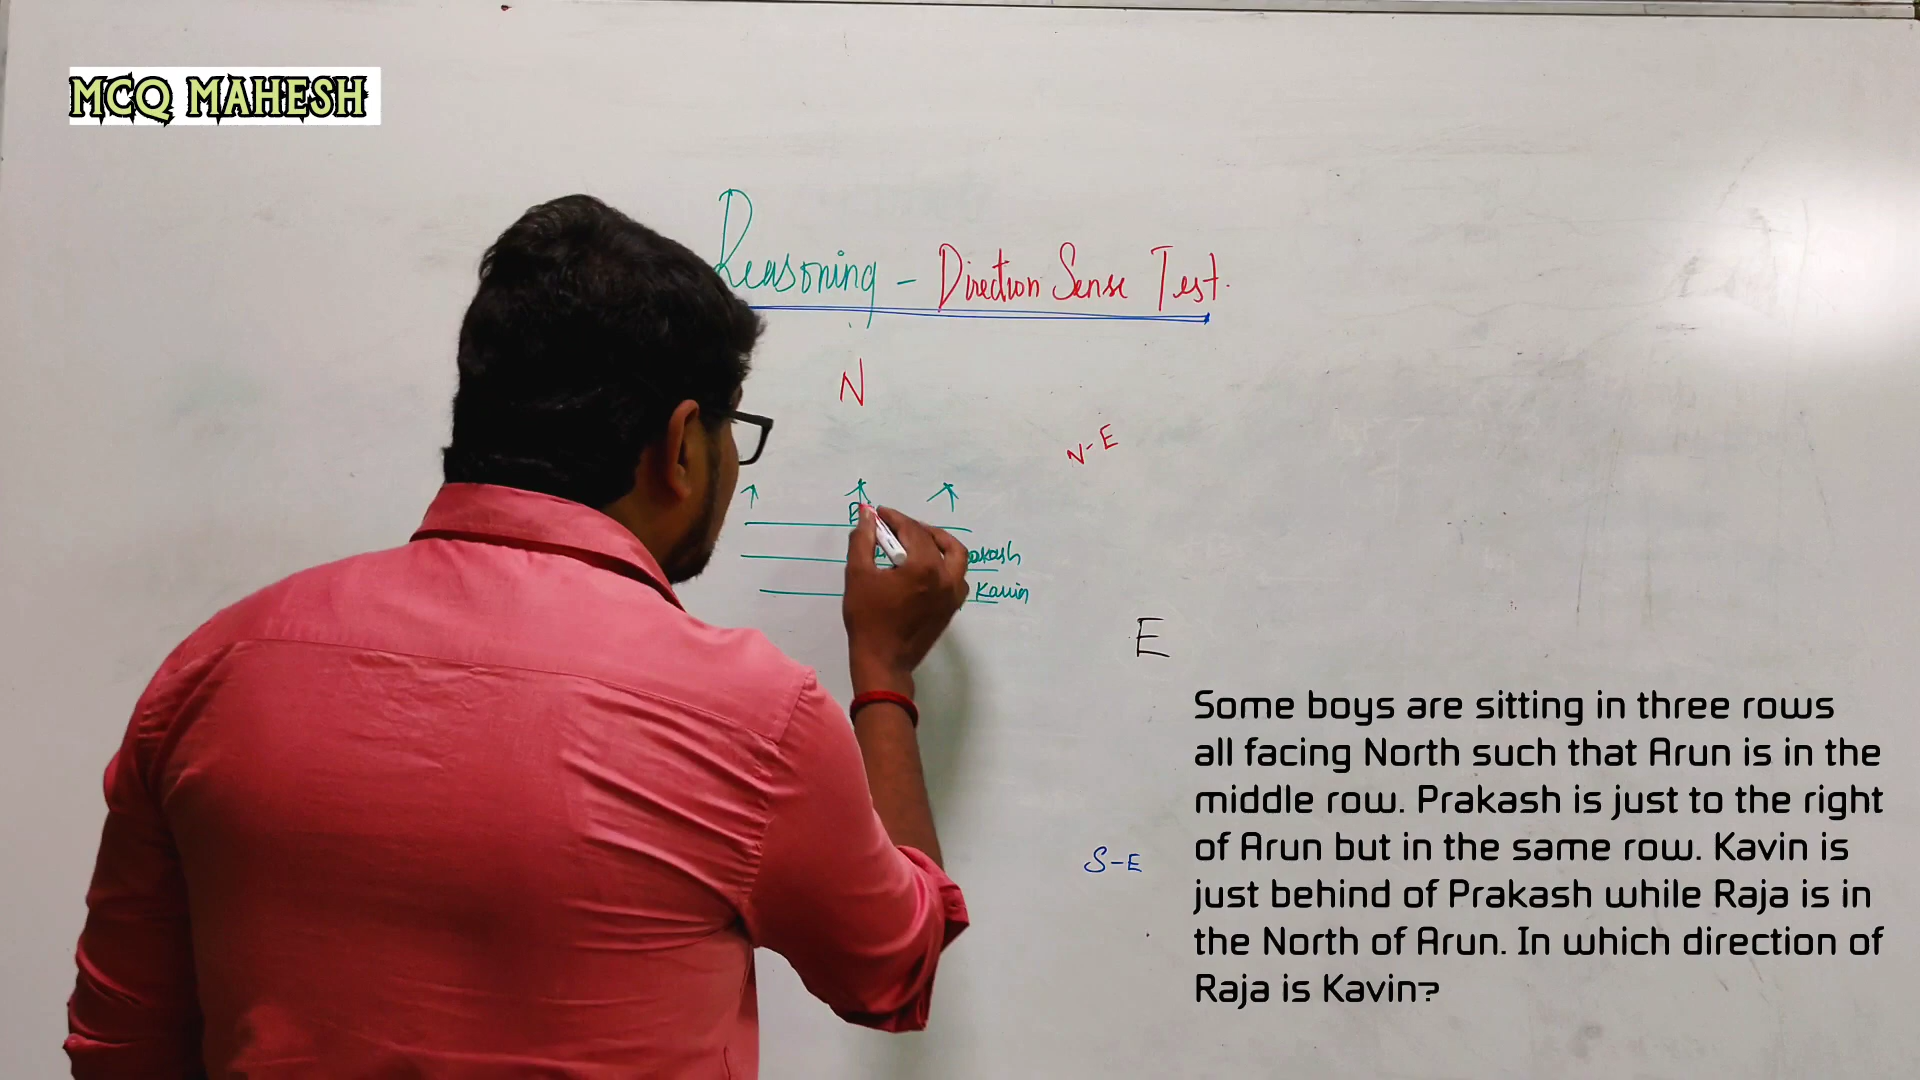 MCQ MAHESH
Reasoning - Direction Sense Test.
N
N-E
Kavin
E
S-E
Some boys are sitting in three rows
all facing North such that Arun is in the
middle row. Prakash is just to the right
of Arun but in the same row. Kavin is
just behind of Prakash while Raja is in
the North of Arun. In which direction of
Raja is Kavin?